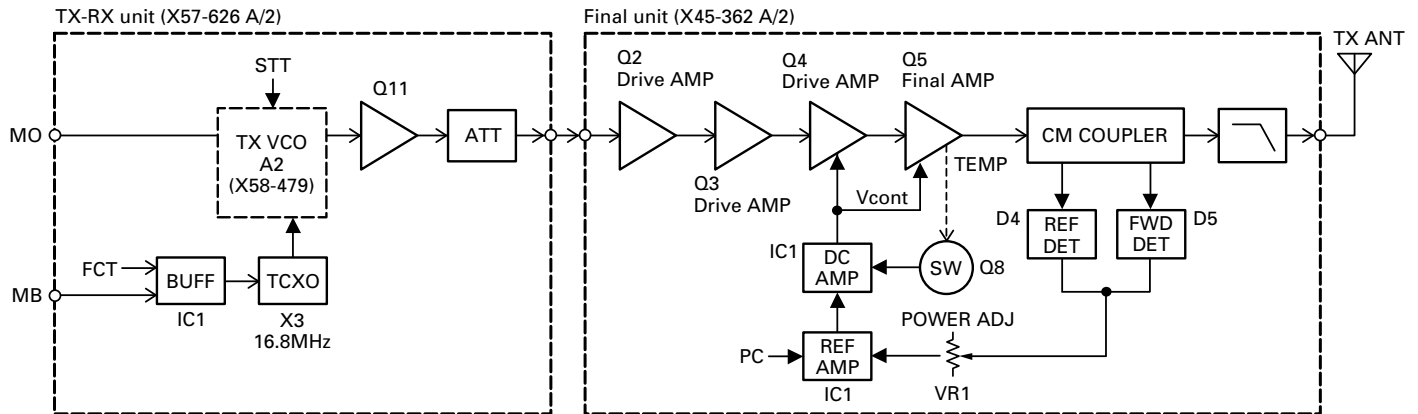 TX-RX unit (X57-626 A/2)
Final unit (X45-362 A/2)
TX ANT
STT
Q11
Q2
Drive AMP
Q4
Drive AMP
Q5
Final AMP
MO
TX VCO
A2
(X58-479)
ATT
CM COUPLER
TEMP
Q3
Drive AMP
Vcont
D4
REF
DET
FWD
DET
D5
IC1
DC
AMP
SW
Q8
FCT
MB
BUFF
IC1
TCXO
X3
16.8MHz
POWER ADJ
PC
REF
AMP
IC1
VR1